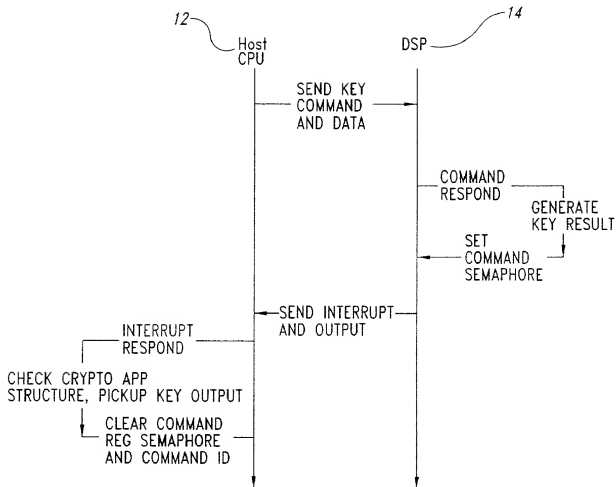 12
14
Host
CPU
DSP
SEND KEY
COMMAND
AND DATA
COMMAND
RESPOND
GENERATE
KEY RESULT
SET
COMMAND
SEMAPHORE
SEND INTERRUPT
AND OUTPUT
INTERRUPT
RESPOND
CHECK CRYPTO APP
STRUCTURE, PICKUP KEY OUTPUT
CLEAR COMMAND
REG SEMAPHORE
AND COMMAND ID